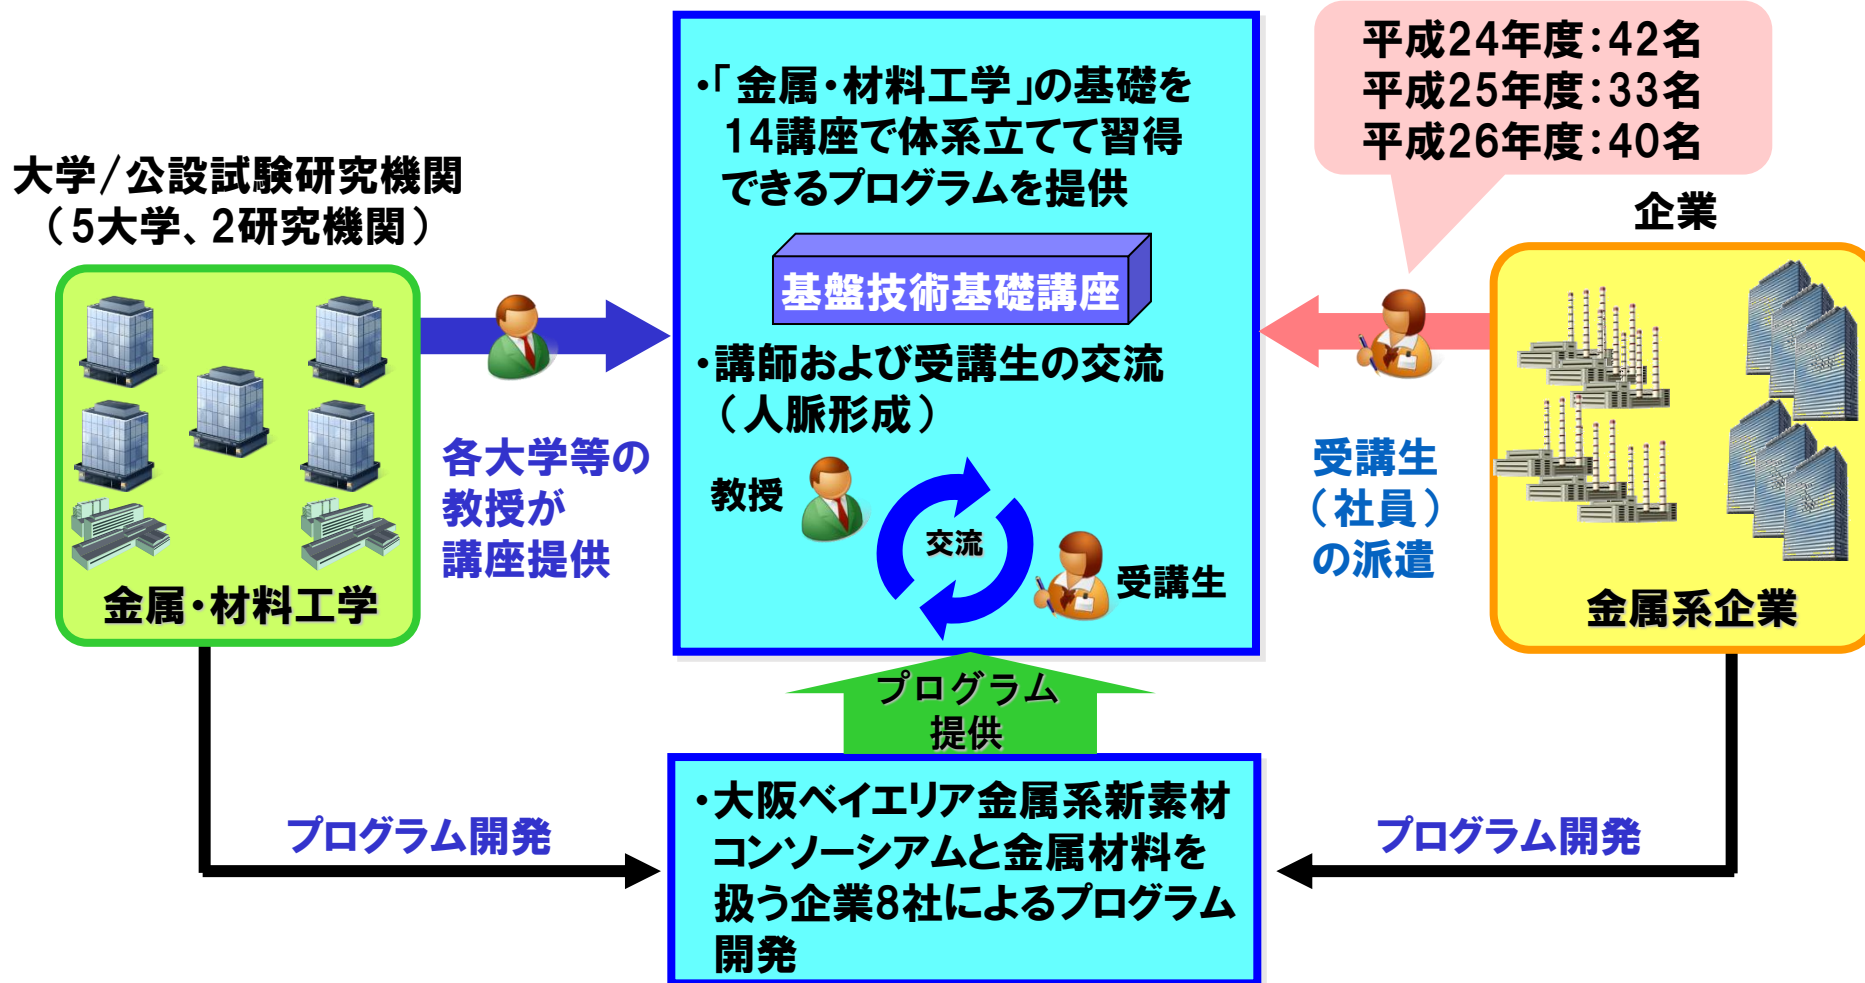 大学/公設試験研究機関
（5大学、2研究機関）
金属・材料工学
各大学等の
教授が
講座提供
・「金属・材料工学」の基礎を
14講座で体系立てて習得
できるプログラムを提供
基盤技術基礎講座
・講師および受講生の交流
（人脈形成）
教授
交流
受講生
平成24年度：42名
平成25年度：33名
平成26年度：40名
企業
受講生
（社員）
の派遣
金属系企業
プログラム
提供
プログラム開発
・大阪ベイエリア金属系新素材
コンソーシアムと金属材料を
扱う企業8社によるプログラム
開発
プログラム開発